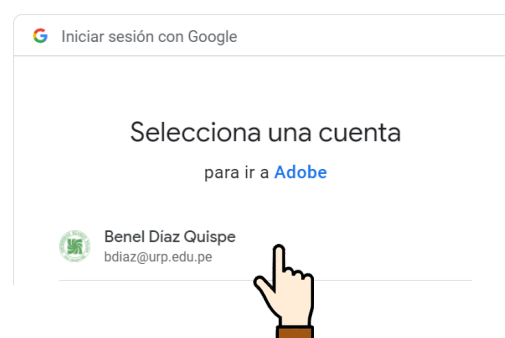 Iniciar sesión con Google
Selecciona una cuenta
para ir a Adobe
Benel Díaz Quispe
bdiaz@urp.edu.pe